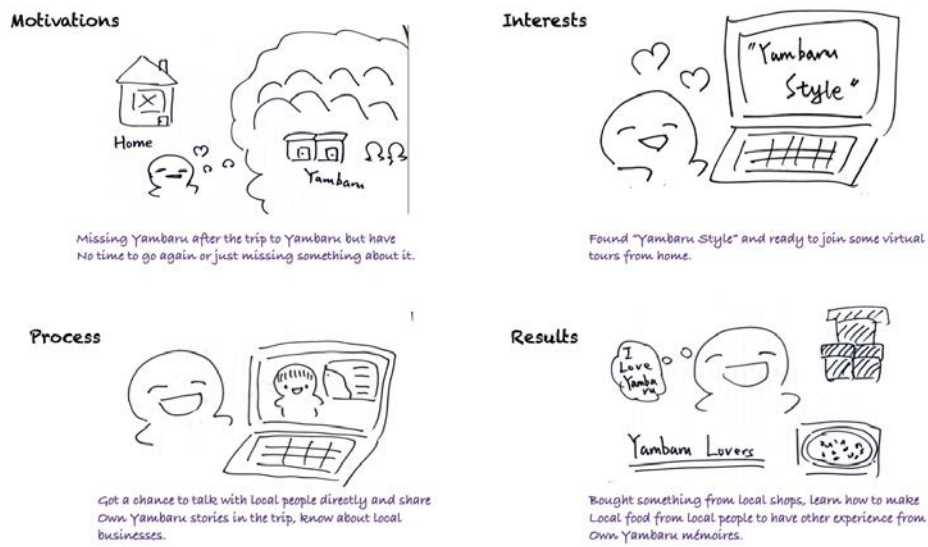 Motivations
Home
Yambaru
Missing Yambaru after the trip to Yambaru but have
No time to go again or just missing something about it.
Interests
"Yambaru
Style"
Found "Yambaru Style" and ready to join some virtual
tours from home.
Process
Got a chance to talk with local people directly and share
Own Yambaru stories in the trip, know about local
businesses.
Results
I
Love
Yamba
ru
Yambaru Lovers
Bought something from local shops, learn how to make
Local food from local people to have other experience from
Own Yambaru mémoires.